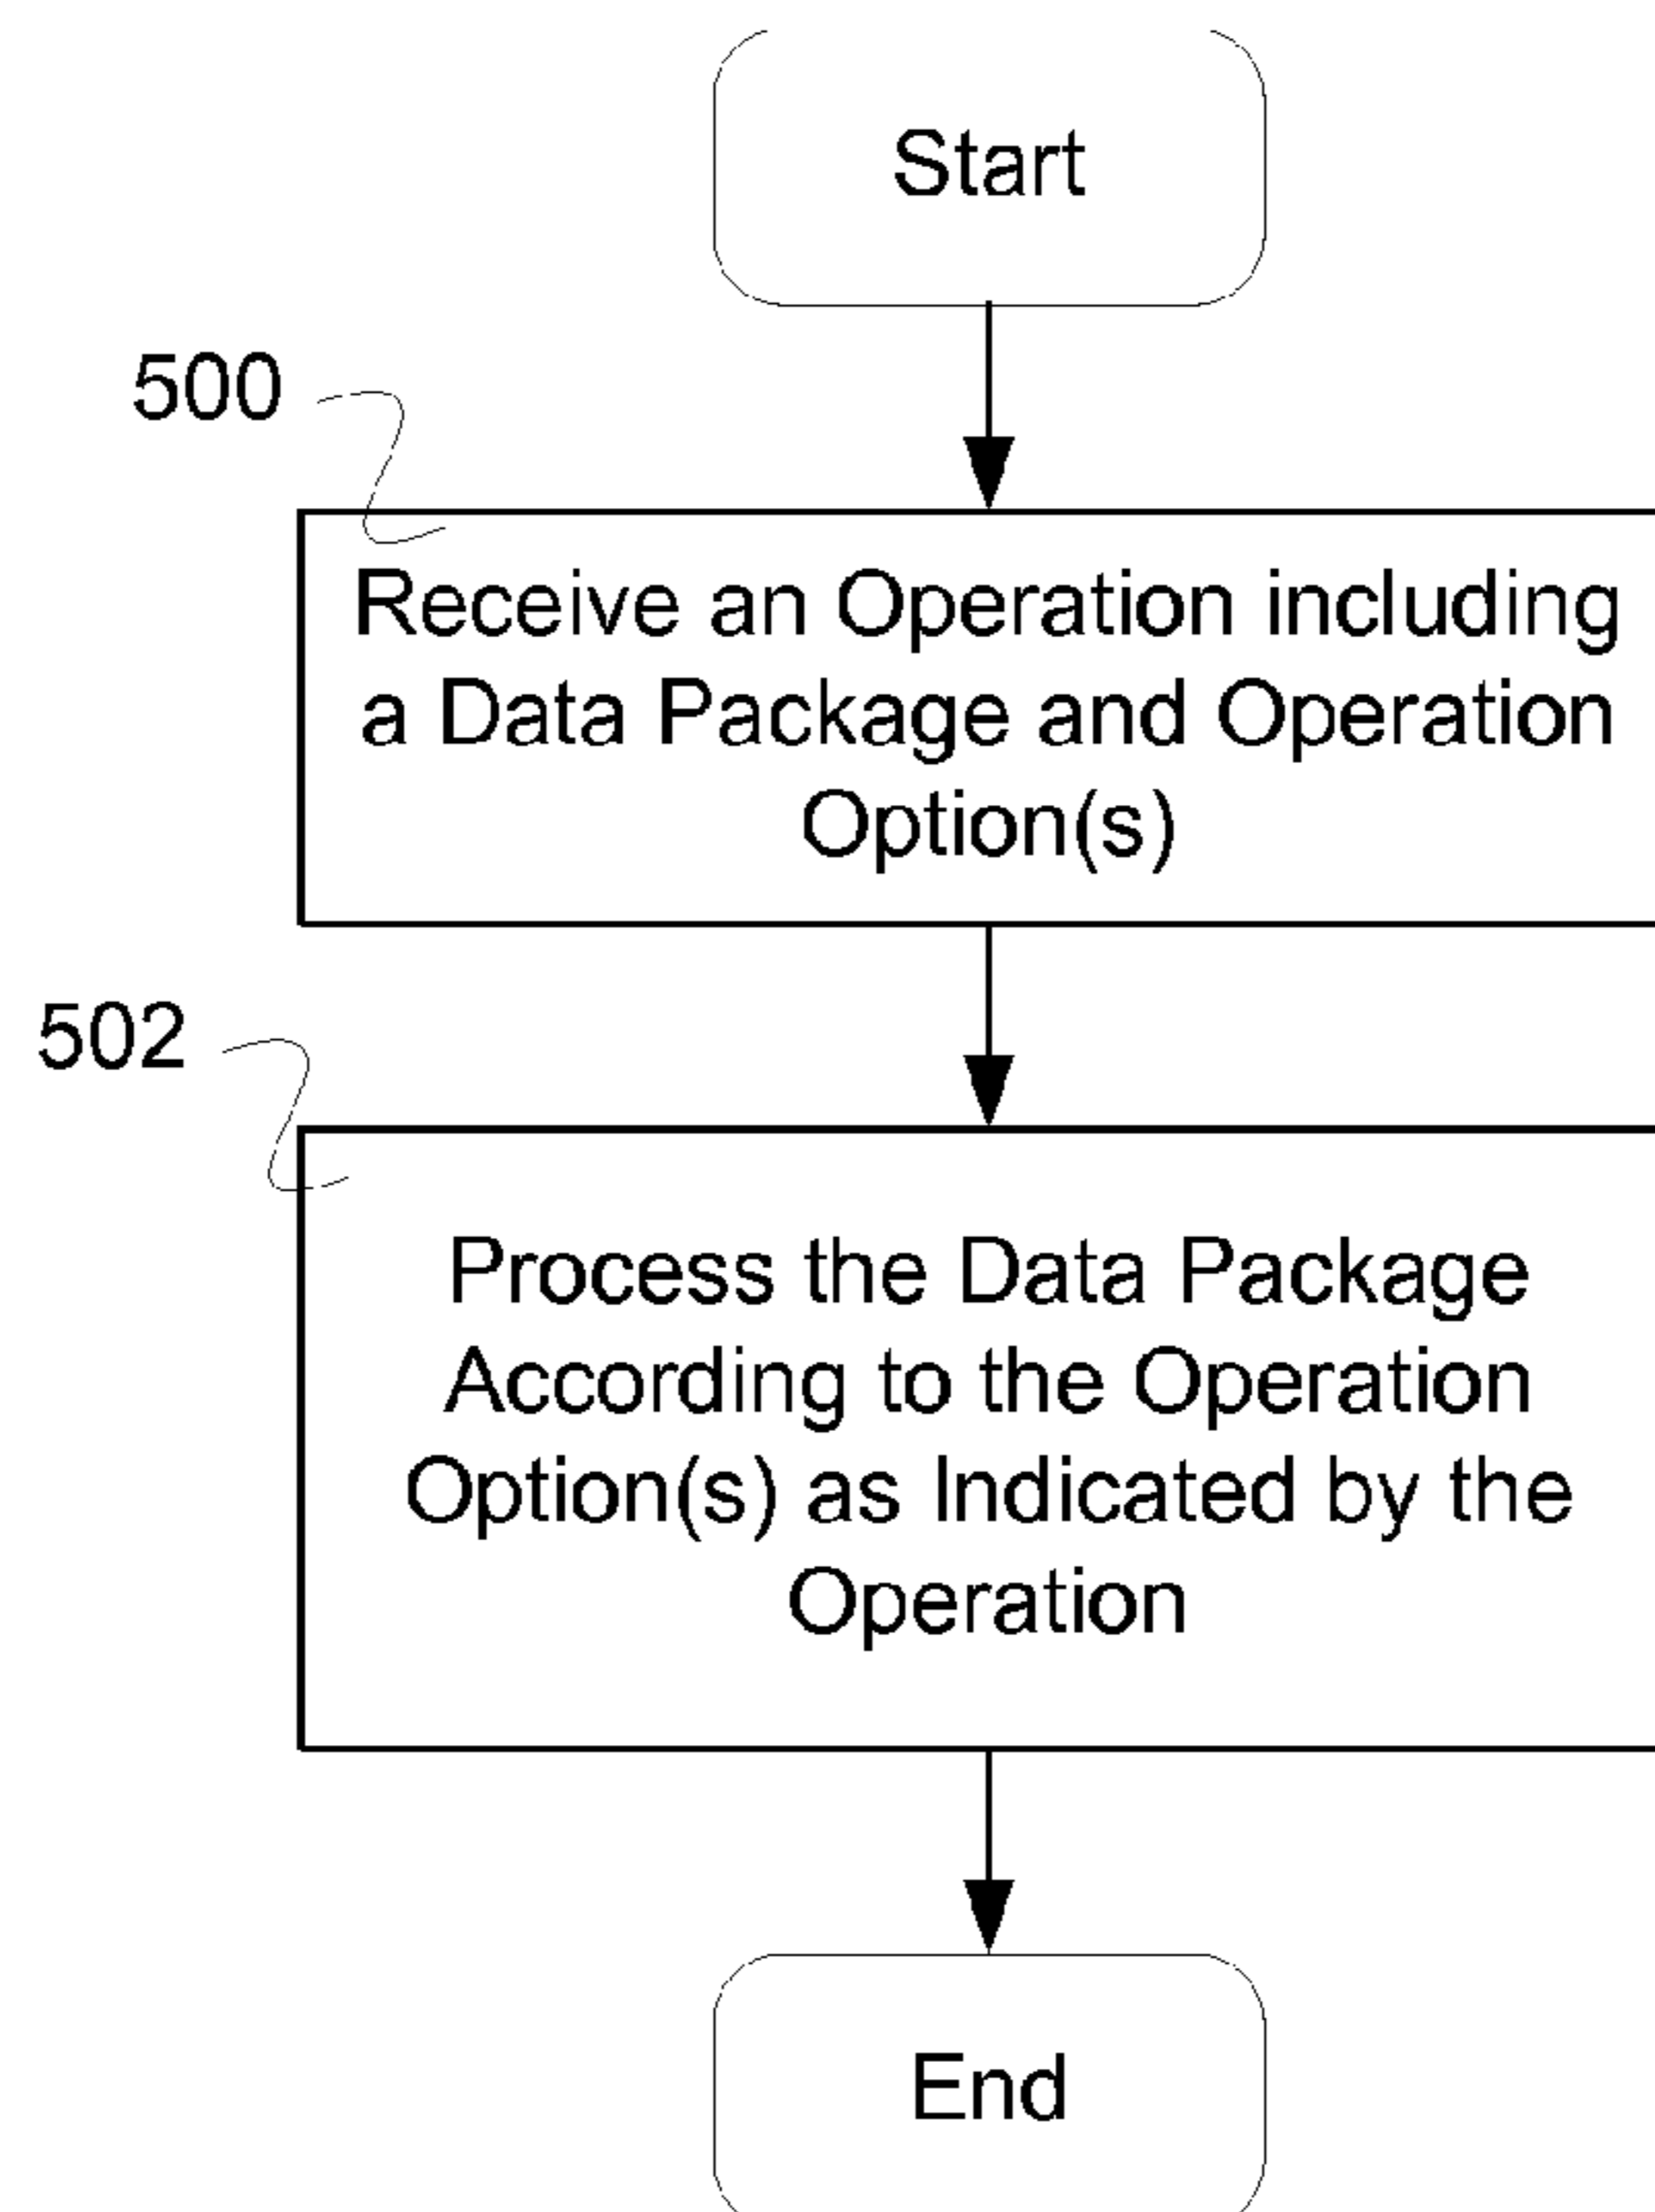 Start
500
Receive an Operation including
a Data Package and Operation
Option(s)
502
Process the Data Package
According to the Operation
Option(s) as Indicated by the
Operation
End